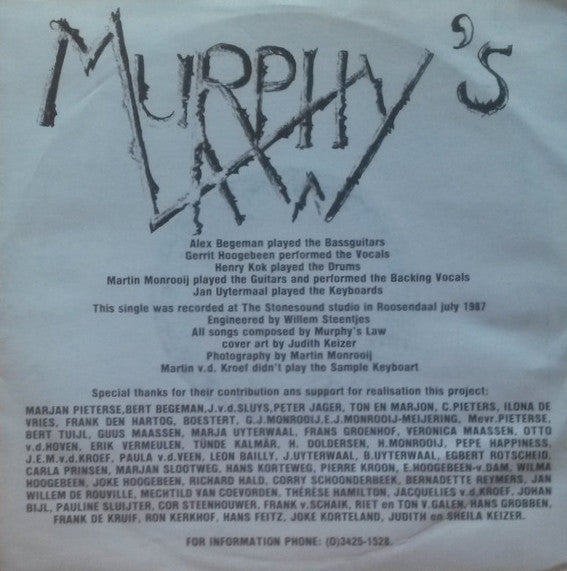 MURPHY'S
LAW
Alex Begeman played the Bassguitars
Gerrit Hoogebeen performed the Vocals
Henry Kok played the Drums
Martin Monrooij played the Guitars and performed the Backing Vocals
Jan Uytermaal played the Keyboards
This single was recorded at The Stonesound studio in Roosendaal july 1987
Engineered by Willem Steentjes
All songs composed by Murphy's Law
cover art by Judith Keizer
Photography by Martin Monrooij
Martin v.d. Kroef didn't play the Sample Keyboart
Special thanks for their contribution ans support for realisation this project:
MARJAN PIETERSE,BERT BEGEMAN,J.v.d.SLUYS,PETER JAGER, TON EN MARJON, C.PIETERS, ILONA DE
VRIES, FRANK DEN HARTOG, BOESTERT, G.J.MONROOIJ,E.J.MONROOIJ-MEIJERING, Mevr.PIETERSE,
BERT TUIJL, GUUS MAASSEN, MARJA UYTERWAAL, FRANS GROENHOF, VERONICA MAASSEN, OTTO
v.d.HOVEN, ERIK VERMEULEN, TÜNDE KALMÁR, H. DOLDERSEN, H.MONROOIJ, PEPE HAPPINESS,
J.E.M.v.d.KROEF, PAULA v.d.VEEN, LEON BAILLY, J.UYTERWAAL, B.UYTERWAAL, EGBERT ROTSCHEID,
CARLA PRINSEN, MARJAN SLOOTWEG, HANS KORTEWEG, PIERRE KROON, E.HOOGEBEEN-v.DAM, WILMA
HOOGEBEEN, JOKE HOOGEBEEN, RICHARD HALD, CORRY SCHOONDERBEEK, BERNADETTE REYMERS, JAN
WILLEM DE ROUVILLE, MECHTILD VAN COEVORDEN, THÉRÈSE HAMILTON, JACQUELIES v.d.KROEF, JOHAN
BIJL, PAULINE SLUIJTER, COR STEENHOUWER, FRANK v.SCHAIK, RIET en TON V.GALEN, HANS GROBBEN,
FRANK DE KRUIF, RON KERKHOF, HANS FEITZ, JOKE KORTELAND, JUDITH en SHEILA KEIZER.
FOR INFORMATION PHONE: (0)3425-1528.